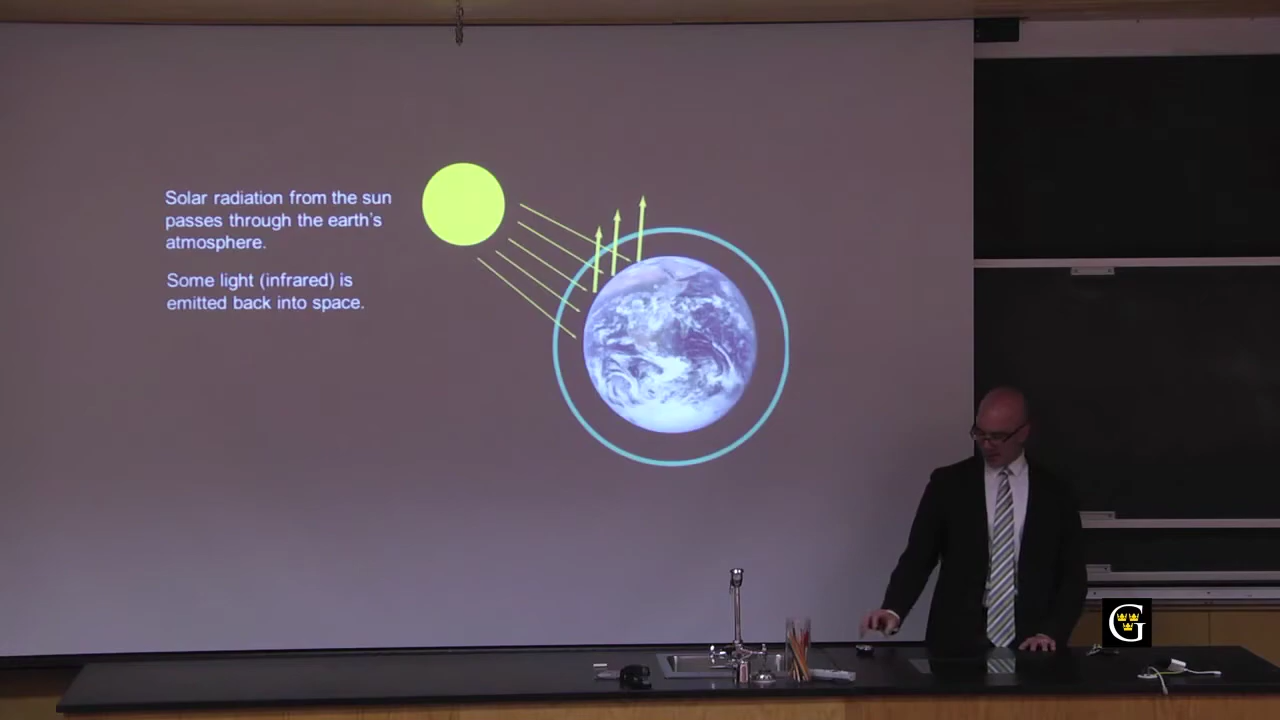 Solar radiation from the sun
passes through the earth's
atmosphere.
Some light (infrared) is
emitted back into space.
G